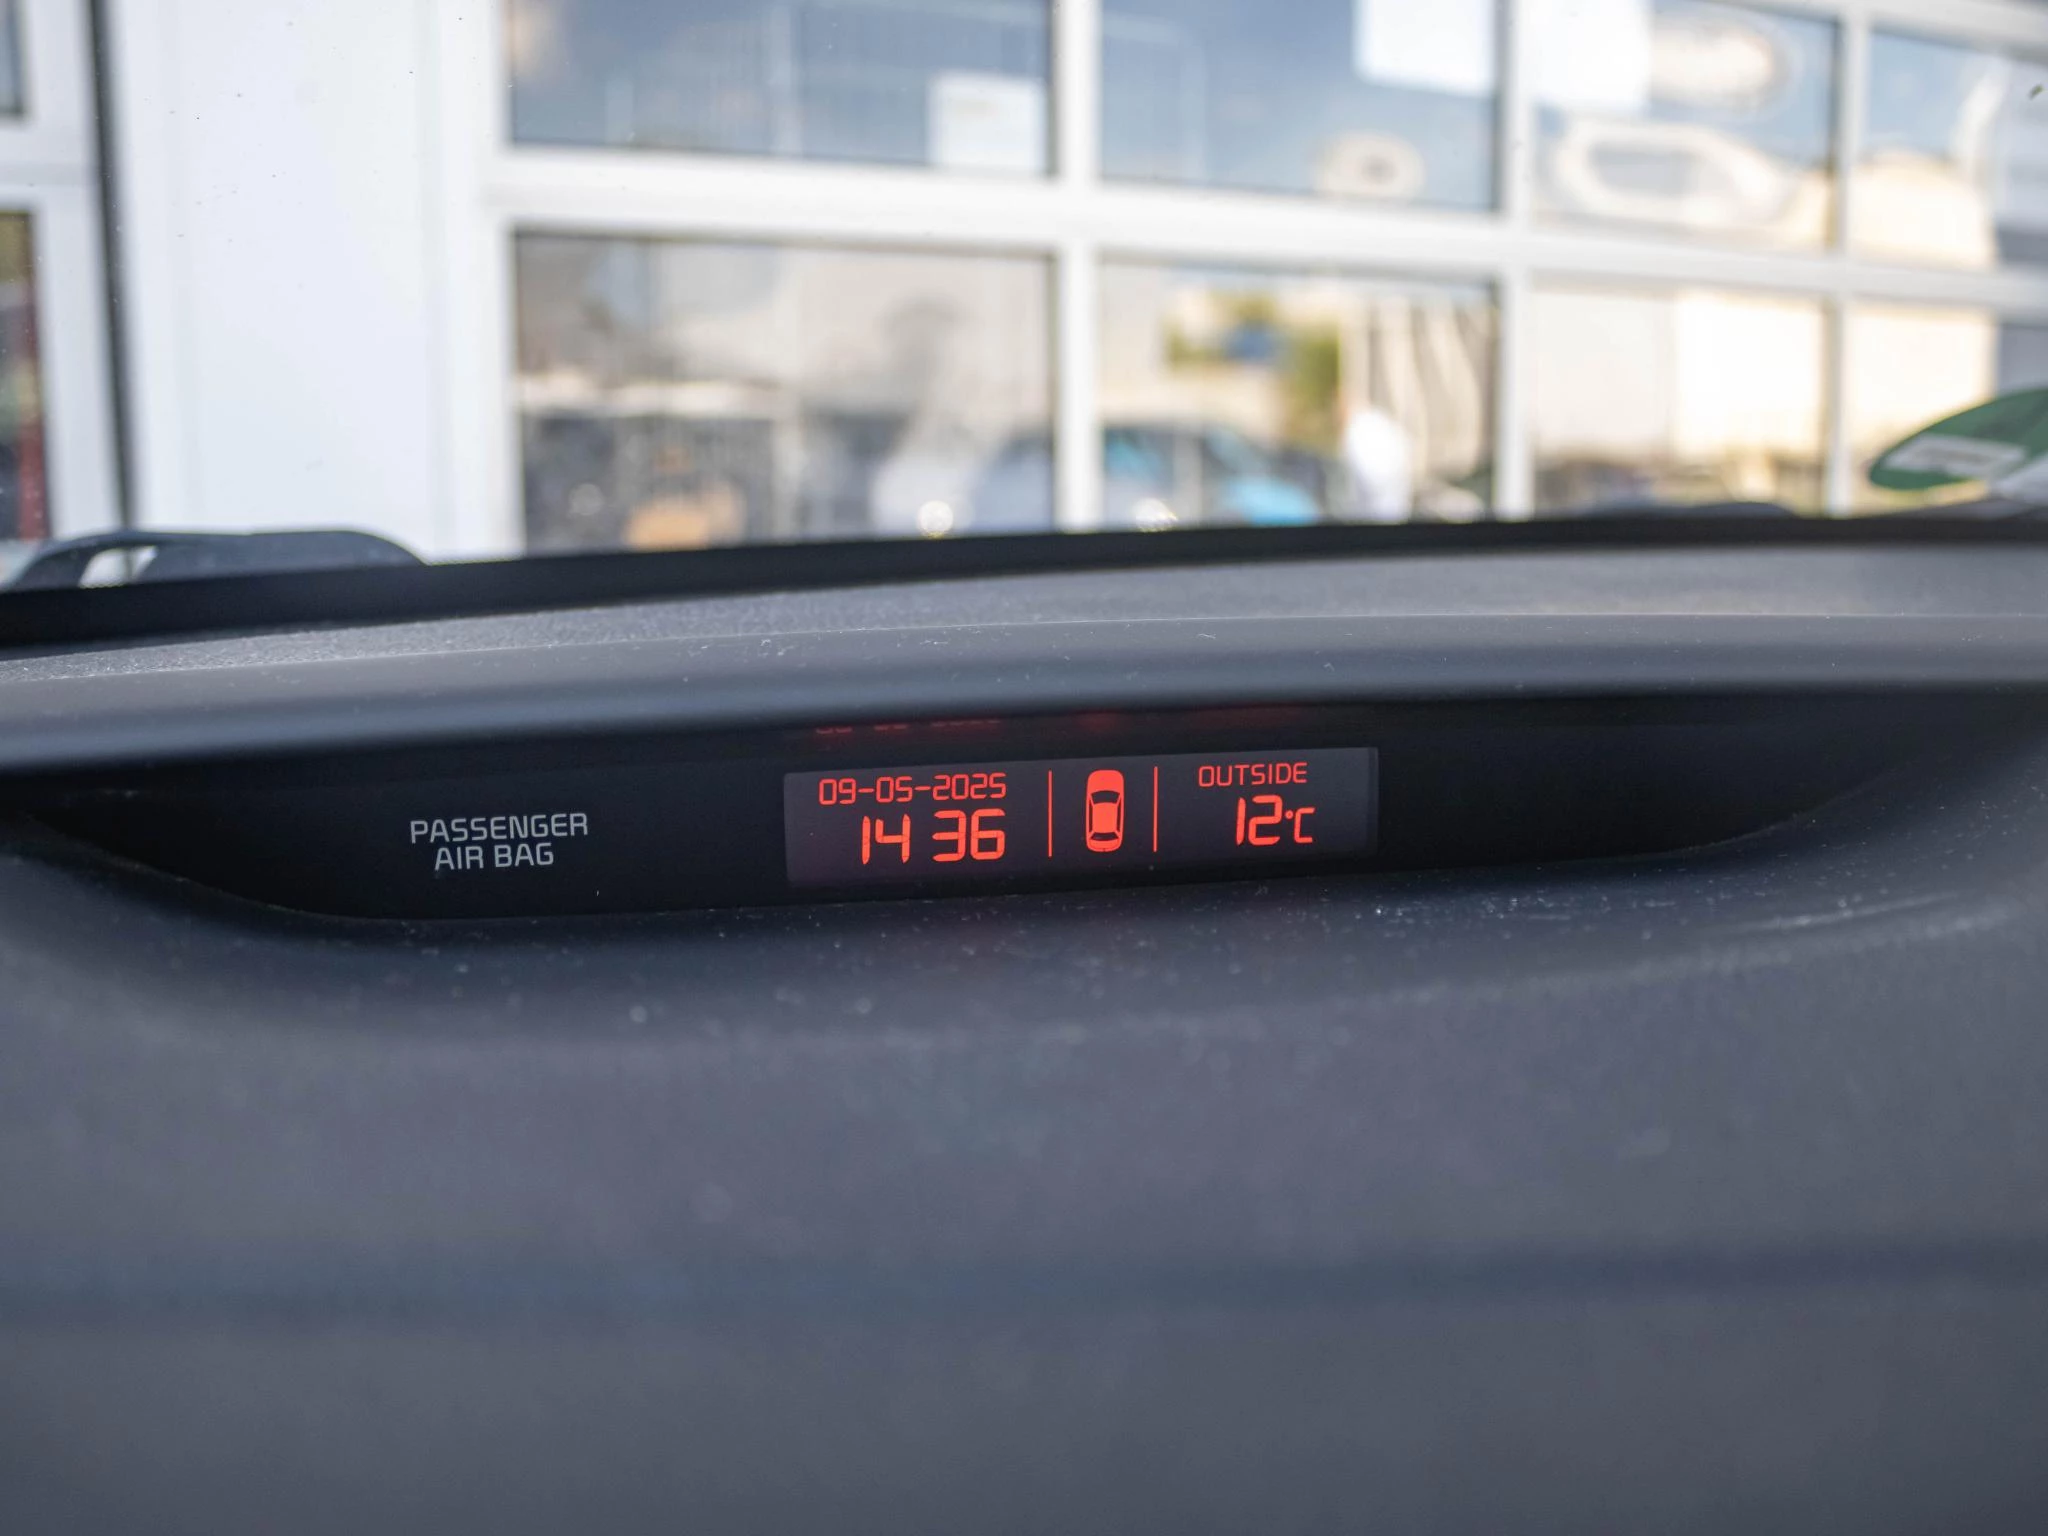 PASSENGER
AIR BAG
09-05-2025
14 36
OUTSIDE
12°C